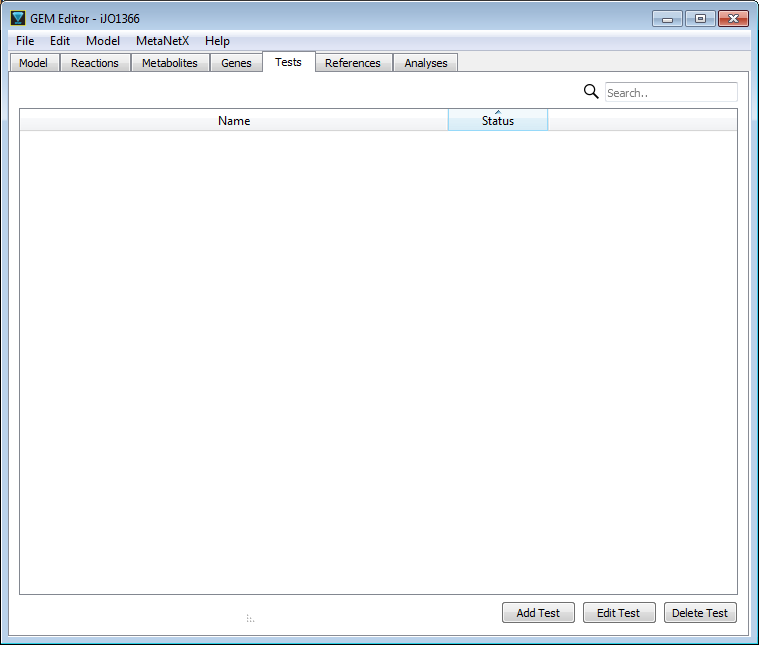 GEM Editor - iJO1366
File Edit Model MetaNetX Help
Model Reactions Metabolites Genes Tests References Analyses
Search..
Name Status
Add Test Edit Test Delete Test